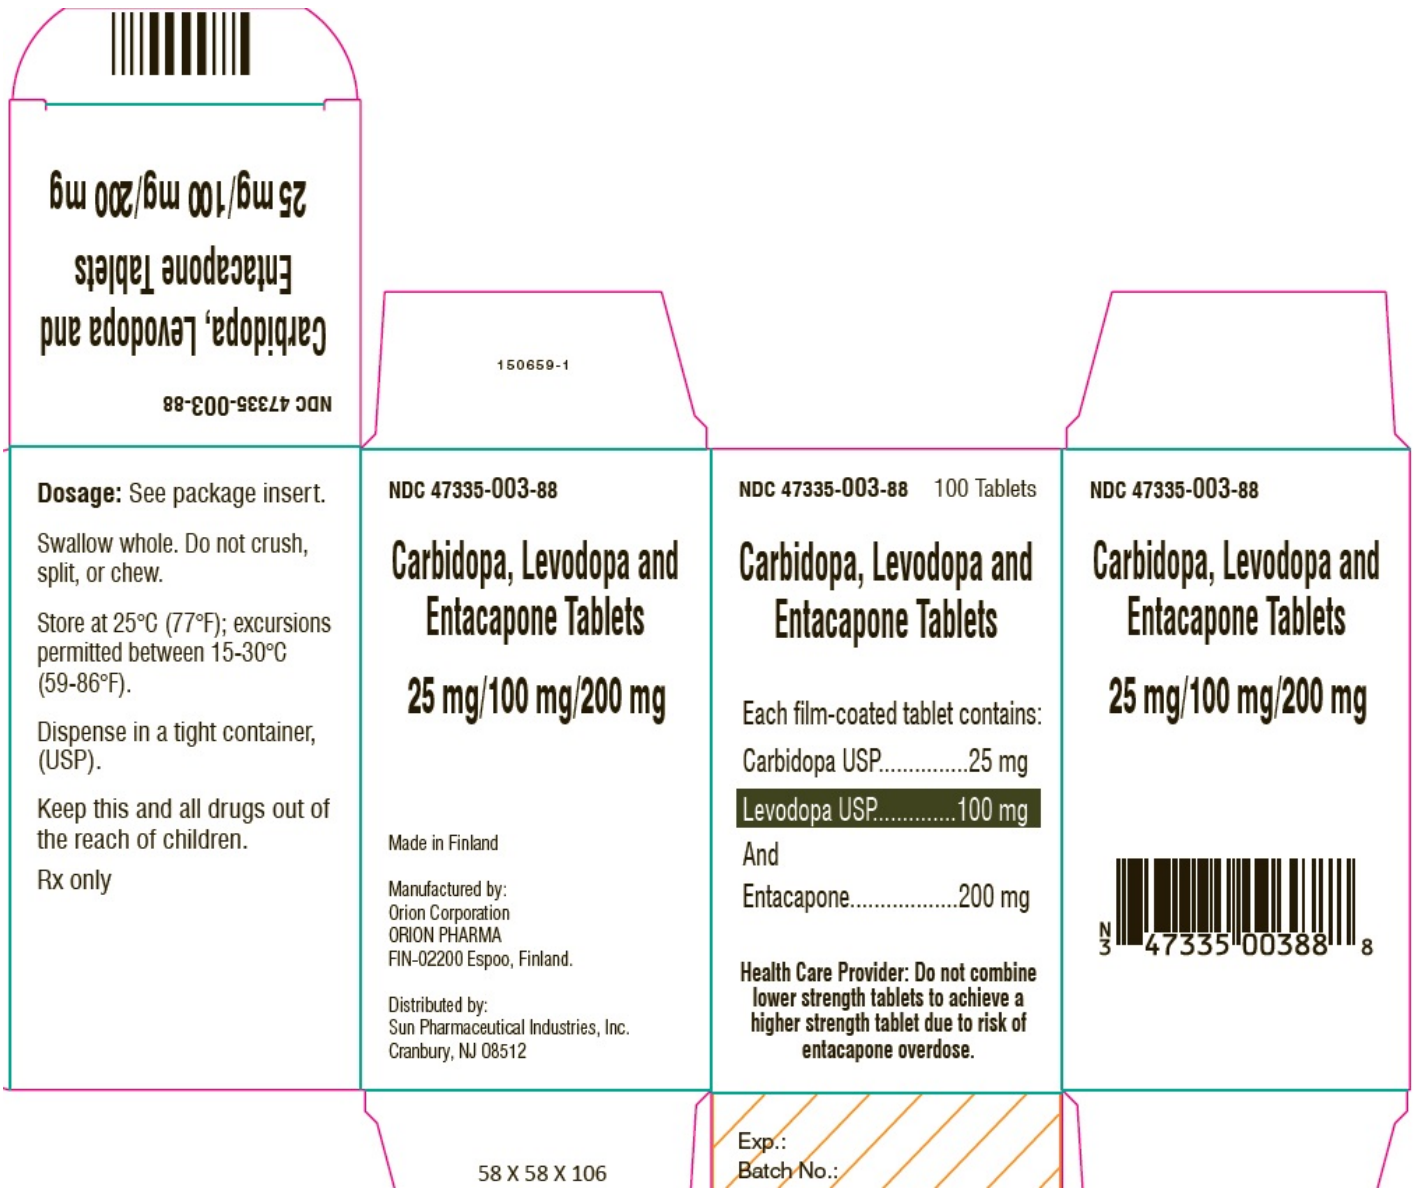 NDC 47335-003-88
Carbidopa, Levodopa and
Entacapone Tablets
25 mg/100 mg/200 mg
150659-1
Dosage: See package insert.
Swallow whole. Do not crush,
split, or chew.
Store at 25°C (77°F); excursions
permitted between 15-30°C
(59-86°F).
Dispense in a tight container,
(USP).
Keep this and all drugs out of
the reach of children.
Rx only
NDC 47335-003-88
Carbidopa, Levodopa and
Entacapone Tablets
25 mg/100 mg/200 mg
Made in Finland
Manufactured by:
Orion Corporation
ORION PHARMA
FIN-02200 Espoo, Finland.
Distributed by:
Sun Pharmaceutical Industries, Inc.
Cranbury, NJ 08512
58 X 58 X 106
NDC 47335-003-88 100 Tablets
Carbidopa, Levodopa and
Entacapone Tablets
Each film-coated tablet contains:
Carbidopa USP...............25 mg
Levodopa USP..............100 mg
And
Entacapone..................200 mg
Health Care Provider: Do not combine
lower strength tablets to achieve a
higher strength tablet due to risk of
entacapone overdose.
Exp.:
Batch No.:
NDC 47335-003-88
Carbidopa, Levodopa and
Entacapone Tablets
25 mg/100 mg/200 mg
N
3 47335 00388 8